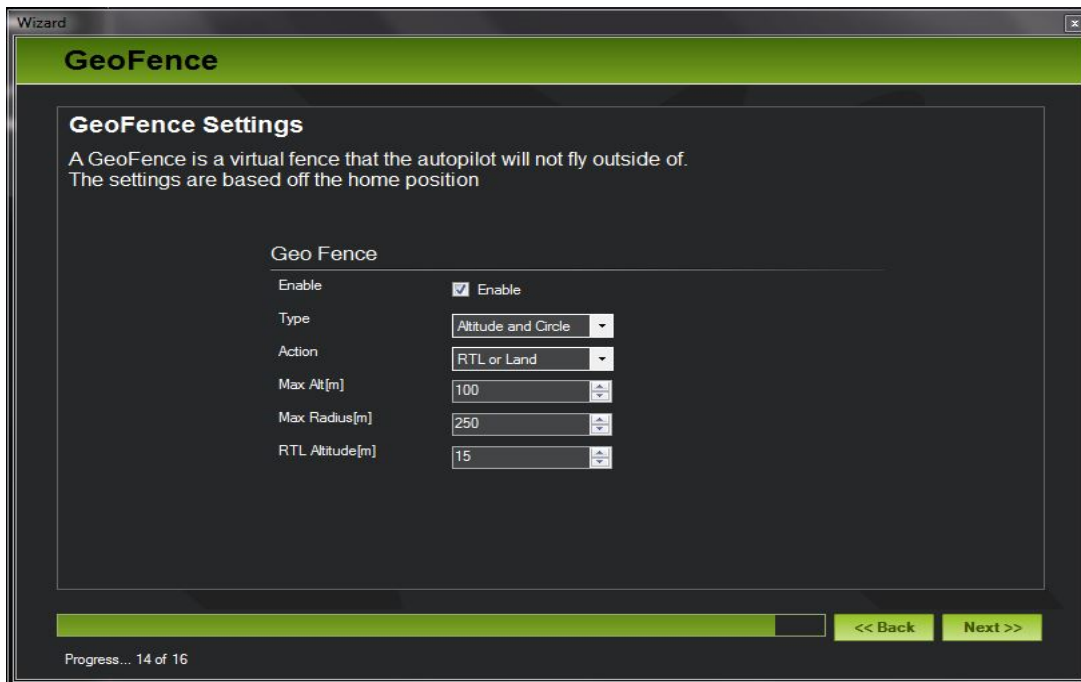 Wizard
GeoFence
GeoFence Settings
A GeoFence is a virtual fence that the autopilot will not fly outside of.
The settings are based off the home position
Geo Fence
Enable Enable
Type Altitude and Circle
Action RTL or Land
Max Alt[m] 100
Max Radius[m] 250
RTL Altitude[m] 15
<< Back Next >>
Progress... 14 of 16